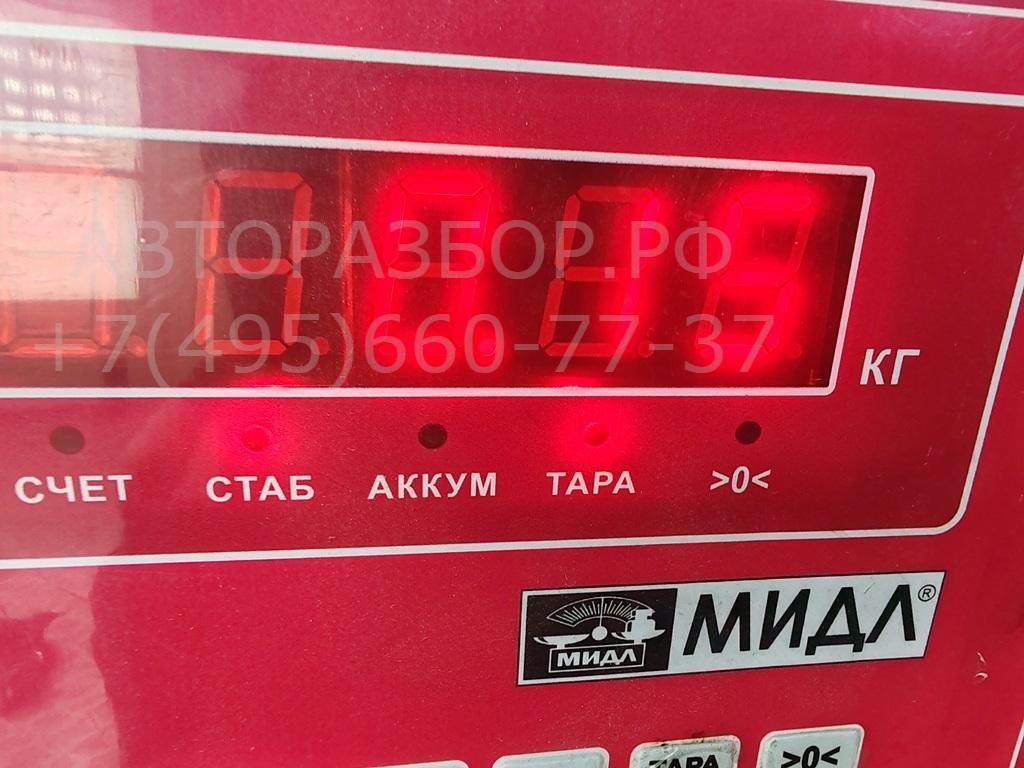 АВТОРАЗБОР.РФ
+7(495)660-77-37
КГ
СЧЕТ СТАБ АККУМ ТАРА >0<
МИДЛ МИДЛ®
ТАРА >0<